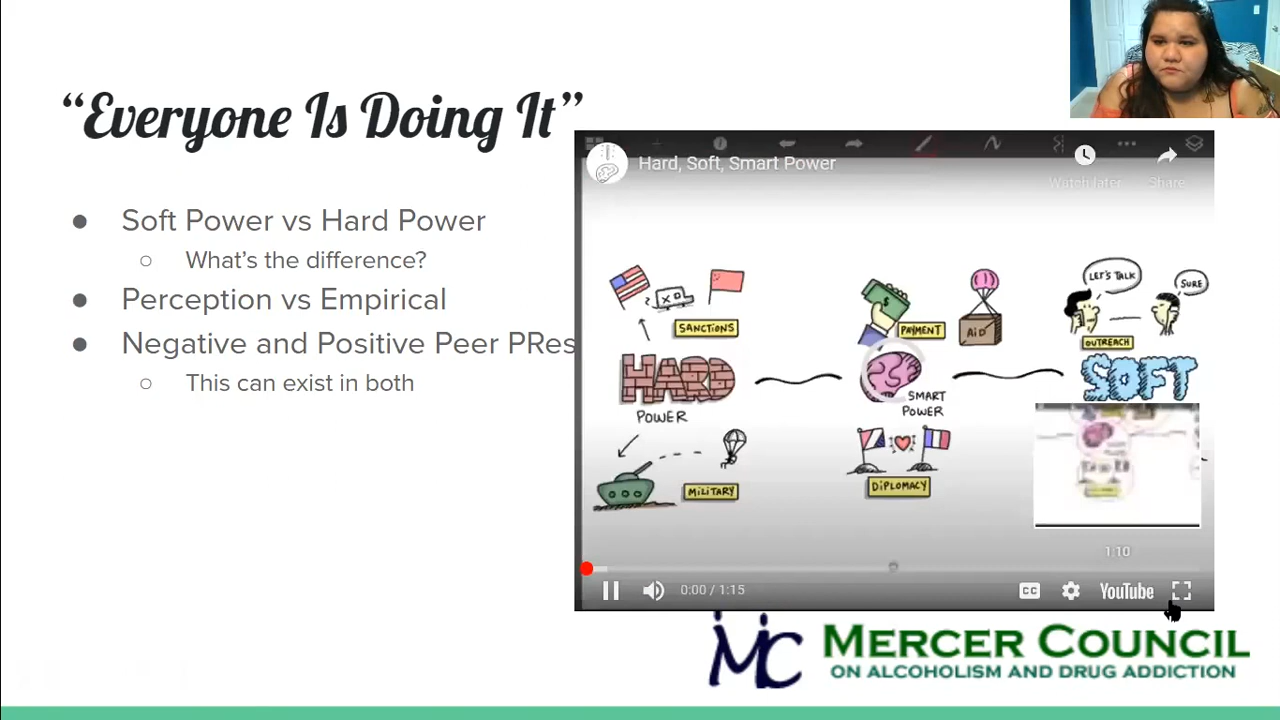 “Everyone Is Doing It”
● Soft Power vs Hard Power
○ What’s the difference?
● Perception vs Empirical
● Negative and Positive Peer PRes
○ This can exist in both
Hard, Soft, Smart Power
Watch later
Share
SANCTIONS
HARD
POWER
MILITARY
PAYMENT
AID
SMART
POWER
DIPLOMACY
LET'S TALK
SURE
OUTREACH
SOFT
1:10
0:00 / 1:15
CC
YouTube
MC
MERCER COUNCIL
ON ALCOHOLISM AND DRUG ADDICTION